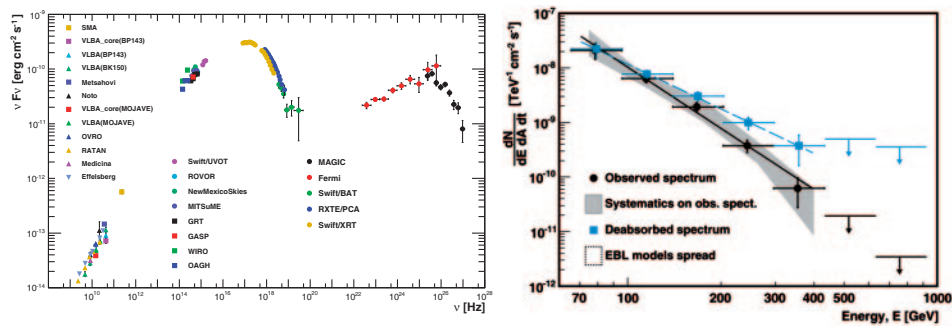 ν Fν [erg cm⁻² s⁻¹]
10⁻⁹
10⁻¹⁰
10⁻¹¹
10⁻¹²
10⁻¹³
10⁻¹⁴
SMA
VLBA_core(BP143)
VLBA(BP143)
VLBA(BK150)
Metsahovi
Noto
VLBA_core(MOJAVE)
VLBA(MOJAVE)
OVRO
RATAN
Medicina
Effelsberg
Swift/UVOT
ROVOR
NewMexicoSkies
MITSuME
GRT
GASP
WIRO
OAGH
MAGIC
Fermi
Swift/BAT
RXTE/PCA
Swift/XRT
10¹⁰ 10¹² 10¹⁴ 10¹⁶ 10¹⁸ 10²⁰ 10²² 10²⁴ 10²⁶ 10²⁸
ν [Hz]
dN
dE dA dt
[TeV⁻¹ cm⁻² s⁻¹]
10⁻⁷
10⁻⁸
10⁻⁹
10⁻¹⁰
10⁻¹¹
10⁻¹²
Observed spectrum
Systematics on obs. spect.
Deabsorbed spectrum
EBL models spread
70 100 200 300 400 500 1000
Energy, E [GeV]